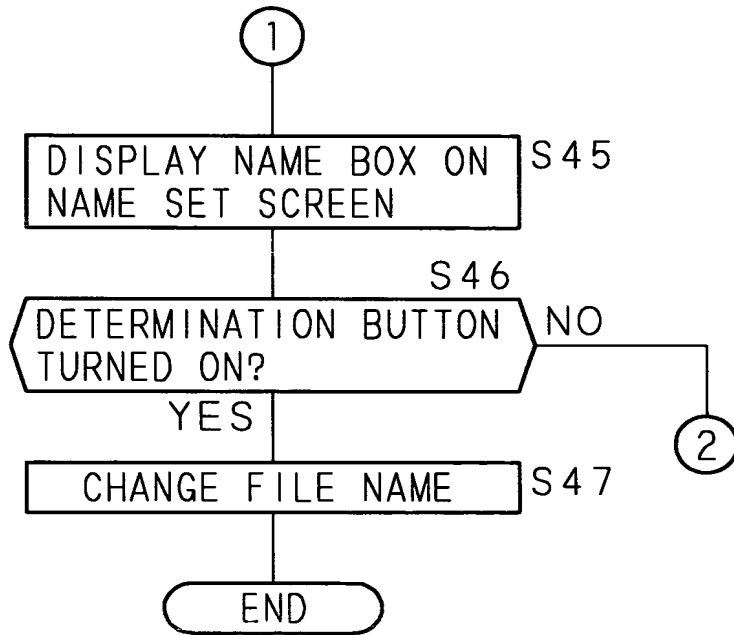 1
DISPLAY NAME BOX ON
NAME SET SCREEN
S45
S46
DETERMINATION BUTTON
TURNED ON?
NO
YES
2
CHANGE FILE NAME
S47
END